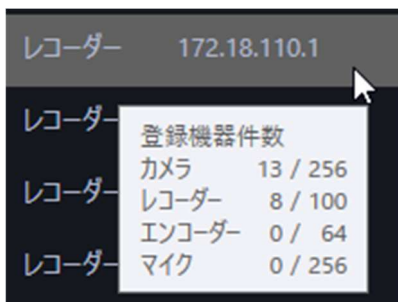 レコーダー 172.18.110.1
レコーダー
登録機器件数
カメラ 13 / 256
レコーダー 8 / 100
レコーダー
エンコーダー 0 / 64
レコーダー
マイク 0 / 256